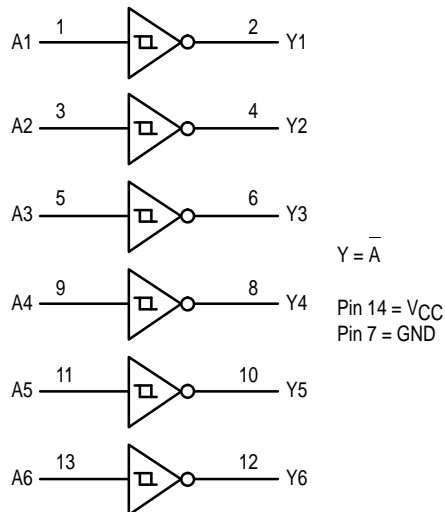 A1 1 2 Y1
A2 3 4 Y2
A3 5 6 Y3
Y = A̅
A4 9 8 Y4
Pin 14 = VCC
Pin 7 = GND
A5 11 10 Y5
A6 13 12 Y6